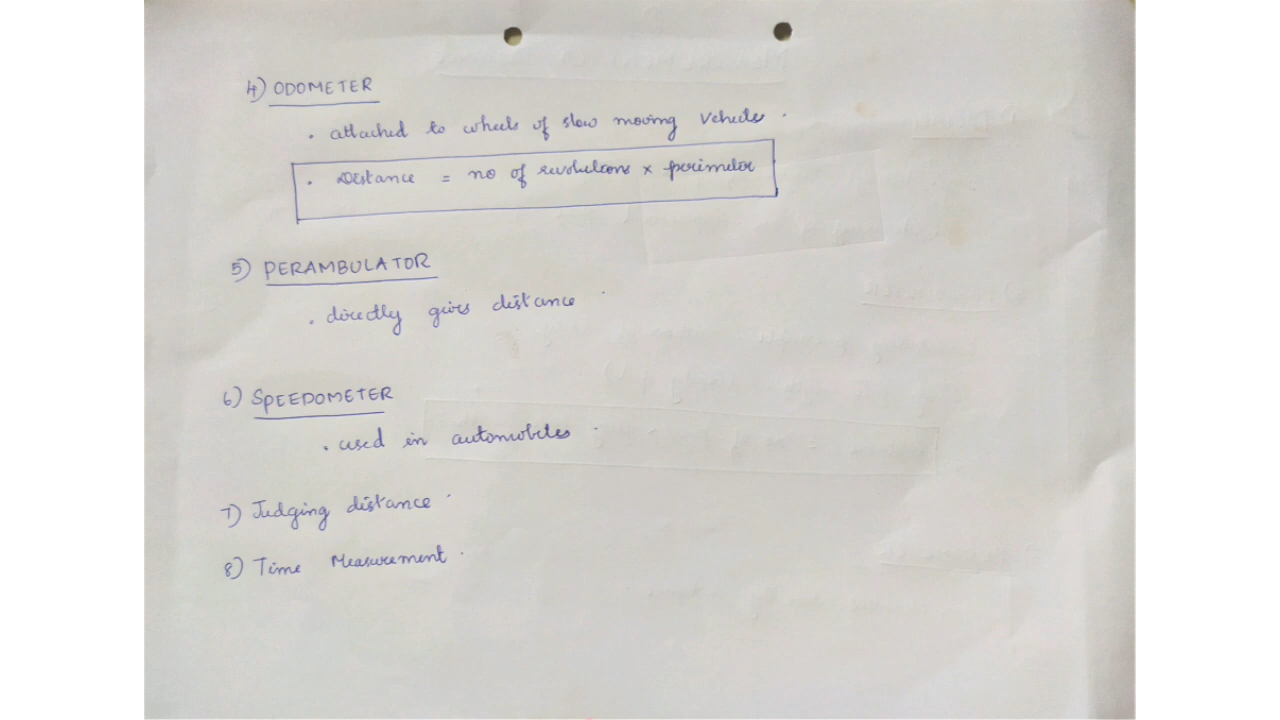 4) ODOMETER
. attached to wheels of slow moving vehicles.
. Distance = no of revolutions x perimeter
5) PERAMBULATOR
. directly gives distance.
6) SPEEDOMETER
. used in automobiles.
7) Judging distance.
8) Time Measurement.